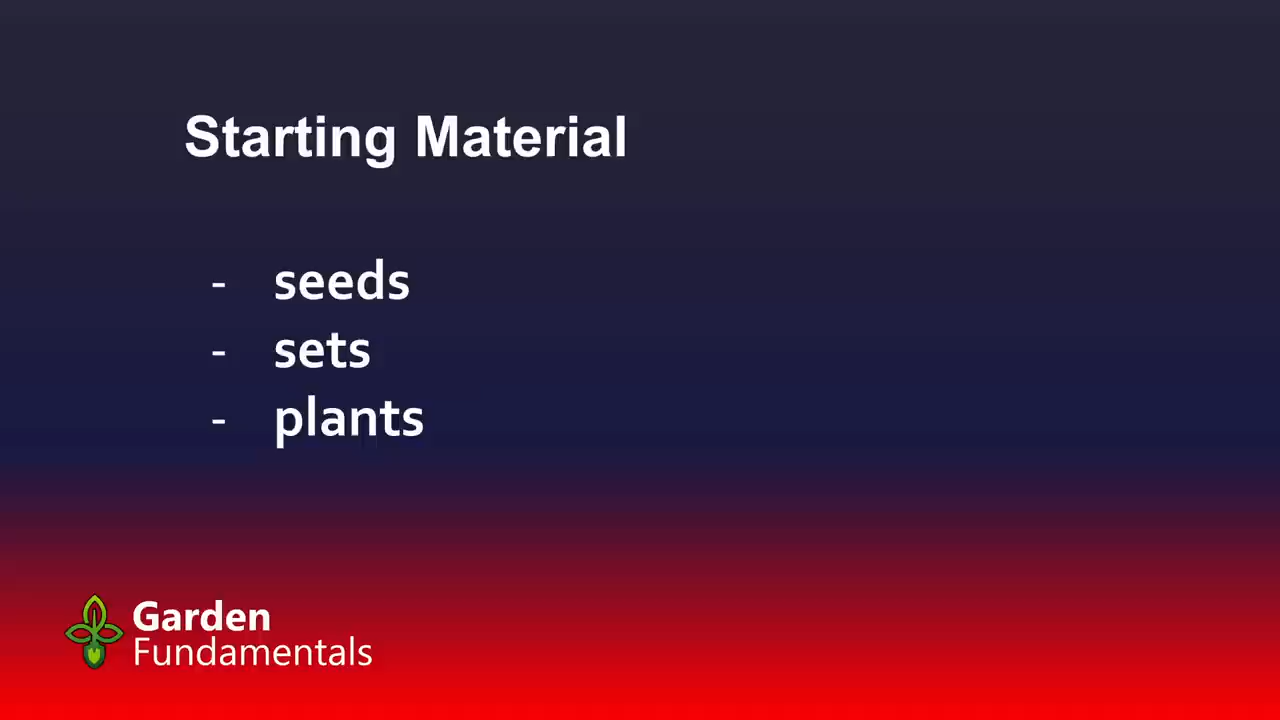 Starting Material
- seeds
- sets
- plants
Garden
Fundamentals